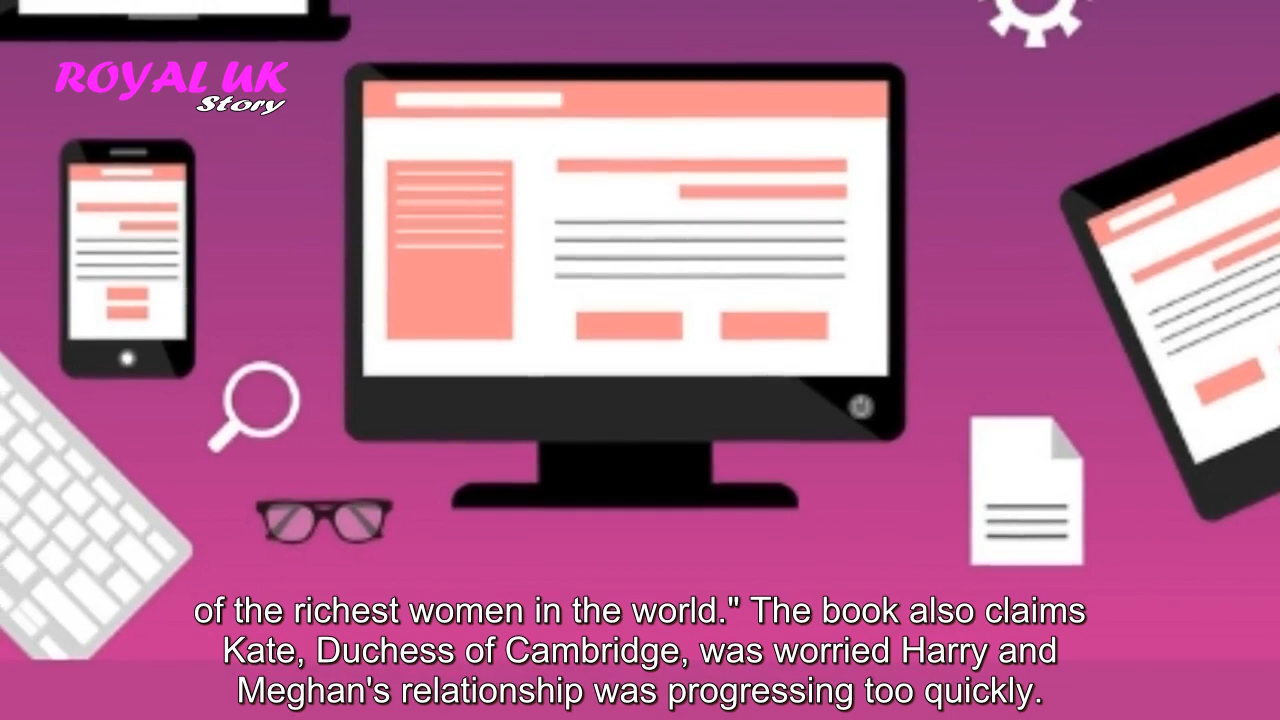 ROYAL UK
Story
of the richest women in the world." The book also claims
Kate, Duchess of Cambridge, was worried Harry and
Meghan's relationship was progressing too quickly.